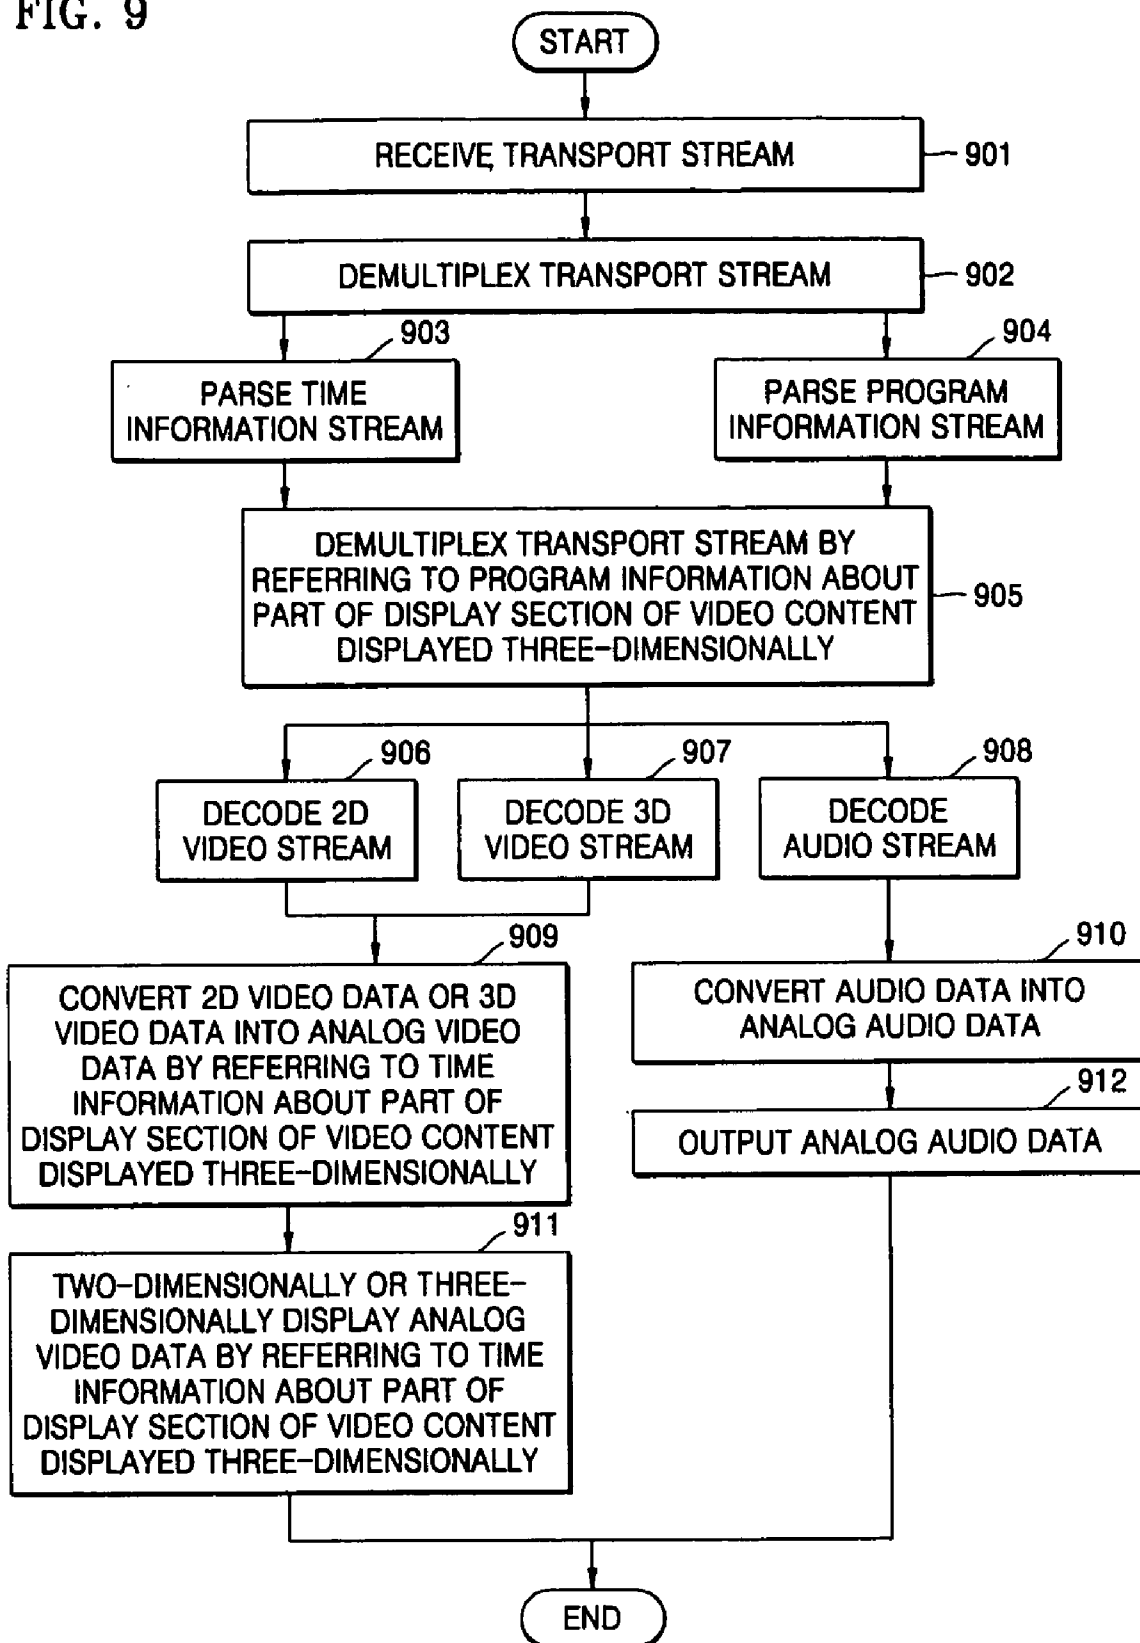 FIG. 9
START
RECEIVE TRANSPORT STREAM
901
DEMULTIPLEX TRANSPORT STREAM
902
903
PARSE TIME
INFORMATION STREAM
904
PARSE PROGRAM
INFORMATION STREAM
DEMULTIPLEX TRANSPORT STREAM BY
REFERRING TO PROGRAM INFORMATION ABOUT
PART OF DISPLAY SECTION OF VIDEO CONTENT
DISPLAYED THREE-DIMENSIONALLY
905
906
DECODE 2D
VIDEO STREAM
907
DECODE 3D
VIDEO STREAM
908
DECODE
AUDIO STREAM
909
CONVERT 2D VIDEO DATA OR 3D
VIDEO DATA INTO ANALOG VIDEO
DATA BY REFERRING TO TIME
INFORMATION ABOUT PART OF
DISPLAY SECTION OF VIDEO CONTENT
DISPLAYED THREE-DIMENSIONALLY
910
CONVERT AUDIO DATA INTO
ANALOG AUDIO DATA
912
OUTPUT ANALOG AUDIO DATA
911
TWO-DIMENSIONALLY OR THREE-
DIMENSIONALLY DISPLAY ANALOG
VIDEO DATA BY REFERRING TO TIME
INFORMATION ABOUT PART OF
DISPLAY SECTION OF VIDEO CONTENT
DISPLAYED THREE-DIMENSIONALLY
END